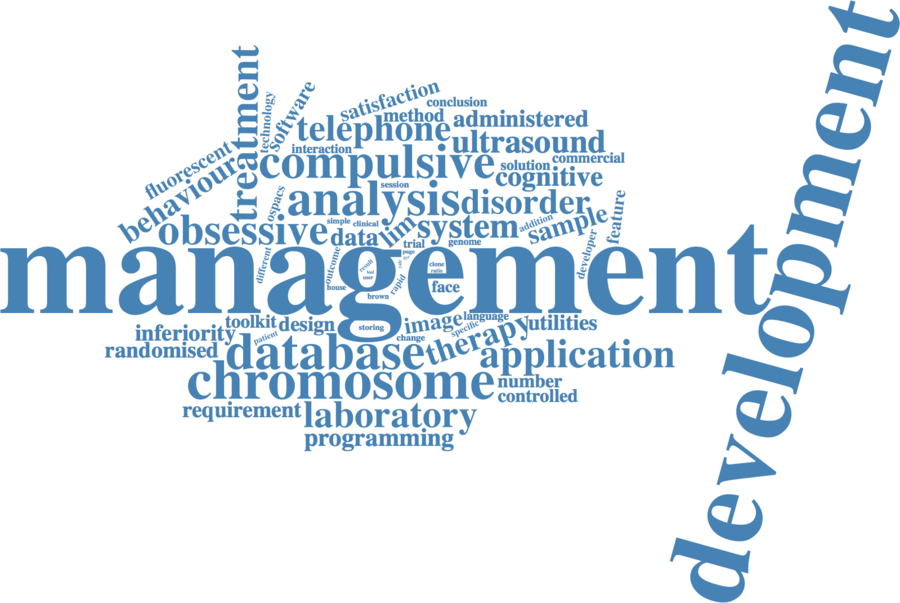 development
treatment
technology
software
satisfaction
conclusion
method
administered
telephone
interaction
ultrasound
fluorescent
behaviour
compulsive
solution
commercial
cognitive
session
analysis
disorder
ospacs
obsessive
simple
clinical
data
lim
system
addition
sample
feature
developer
trial
genome
management
different
outcome
result
tool
user
house
page
rapid
brown
clone
ratio
face
storing
inferiority
toolkit
design
patient
image
language
specific
change
therapy
utilities
randomised
database
application
chromosome
number
controlled
requirement
laboratory
programming